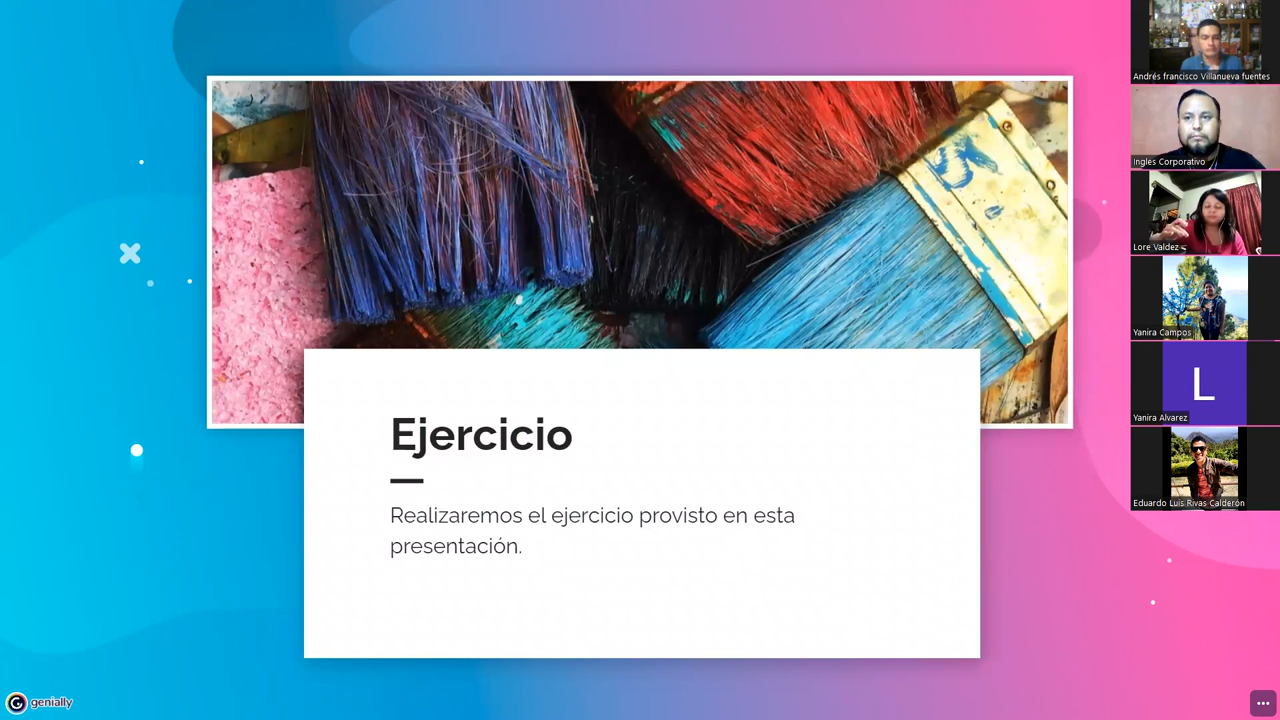 Ejercicio
Realizaremos el ejercicio provisto en esta
presentación.
Andrés francisco Villanueva fuentes
Ingles Corporativo
Lore Valdez
Yanira Campos
L
Yanira Alvarez
Eduardo Luis Rivas Calderón
genially